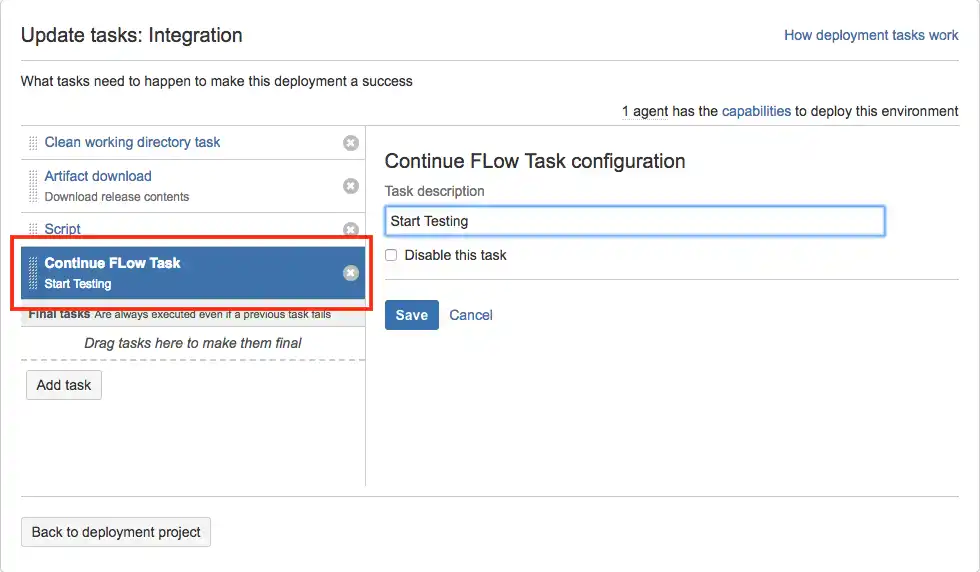 Update tasks: Integration
How deployment tasks work
What tasks need to happen to make this deployment a success
1 agent has the capabilities to deploy this environment
Clean working directory task
Artifact download
Download release contents
Script
Continue FLow Task
Start Testing
Final tasks Are always executed even if a previous task fails
Drag tasks here to make them final
Add task
Continue FLow Task configuration
Task description
Start Testing
Disable this task
Save Cancel
Back to deployment project